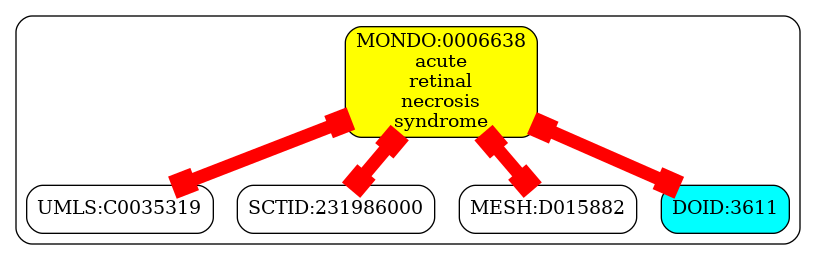 MONDO:0006638
acute
retinal
necrosis
syndrome
UMLS:C0035319
SCTID:231986000
MESH:D015882
DOID:3611